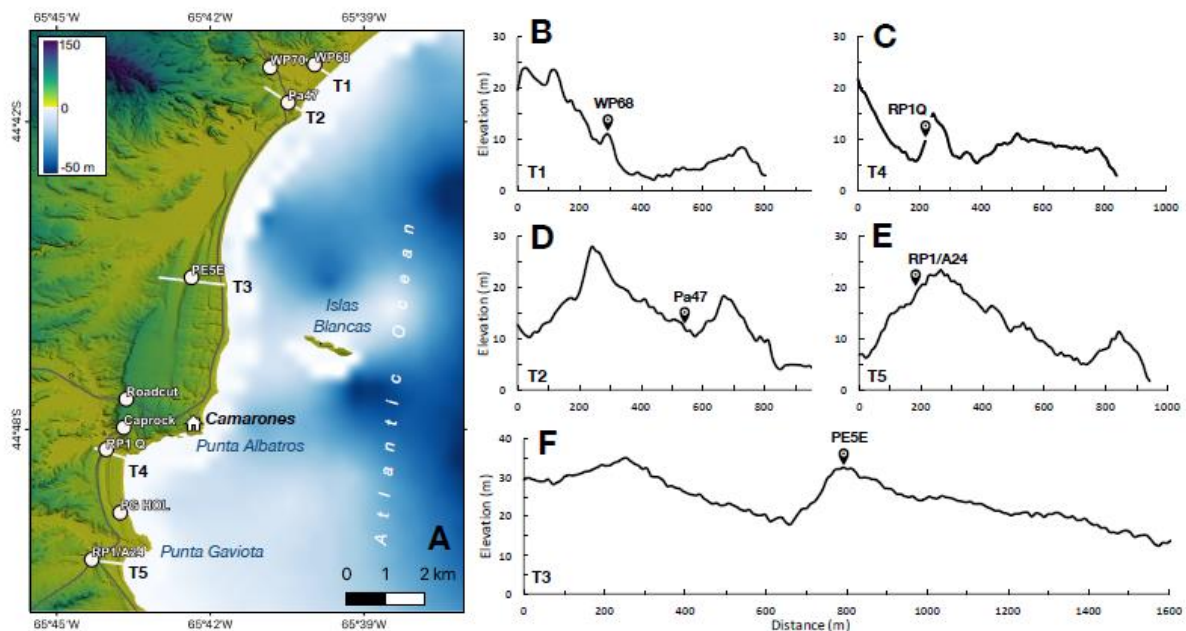 65°45'W 65°42'W 65°39'W
150
0
-50 m
44°42'S
44°48'S
44°42'S
44°48'S
WP70
WP68
T1
Pa47
T2
PE5E
T3
Islas
Blancas
Atlantic Ocean
Roadcut
Caprock
Camarones
Punta Albatros
RP1 Q
T4
PG HOL
Punta Gaviota
RP1/A24
T5
A
0 1 2 km
65°45'W 65°42'W 65°39'W
B
Elevation (m)
30
20
10
0
WP68
T1
0 200 400 600 800
C
30
20
10
0
RP1Q
T4
0 200 400 600 800 1000
D
Elevation (m)
30
20
10
0
Pa47
T2
0 200 400 600 800
E
30
20
10
0
RP1/A24
T5
0 200 400 600 800 1000
F
Elevation (m)
40
30
20
10
0
PE5E
T3
0 200 400 600 800 1000 1200 1400 1600
Distance (m)